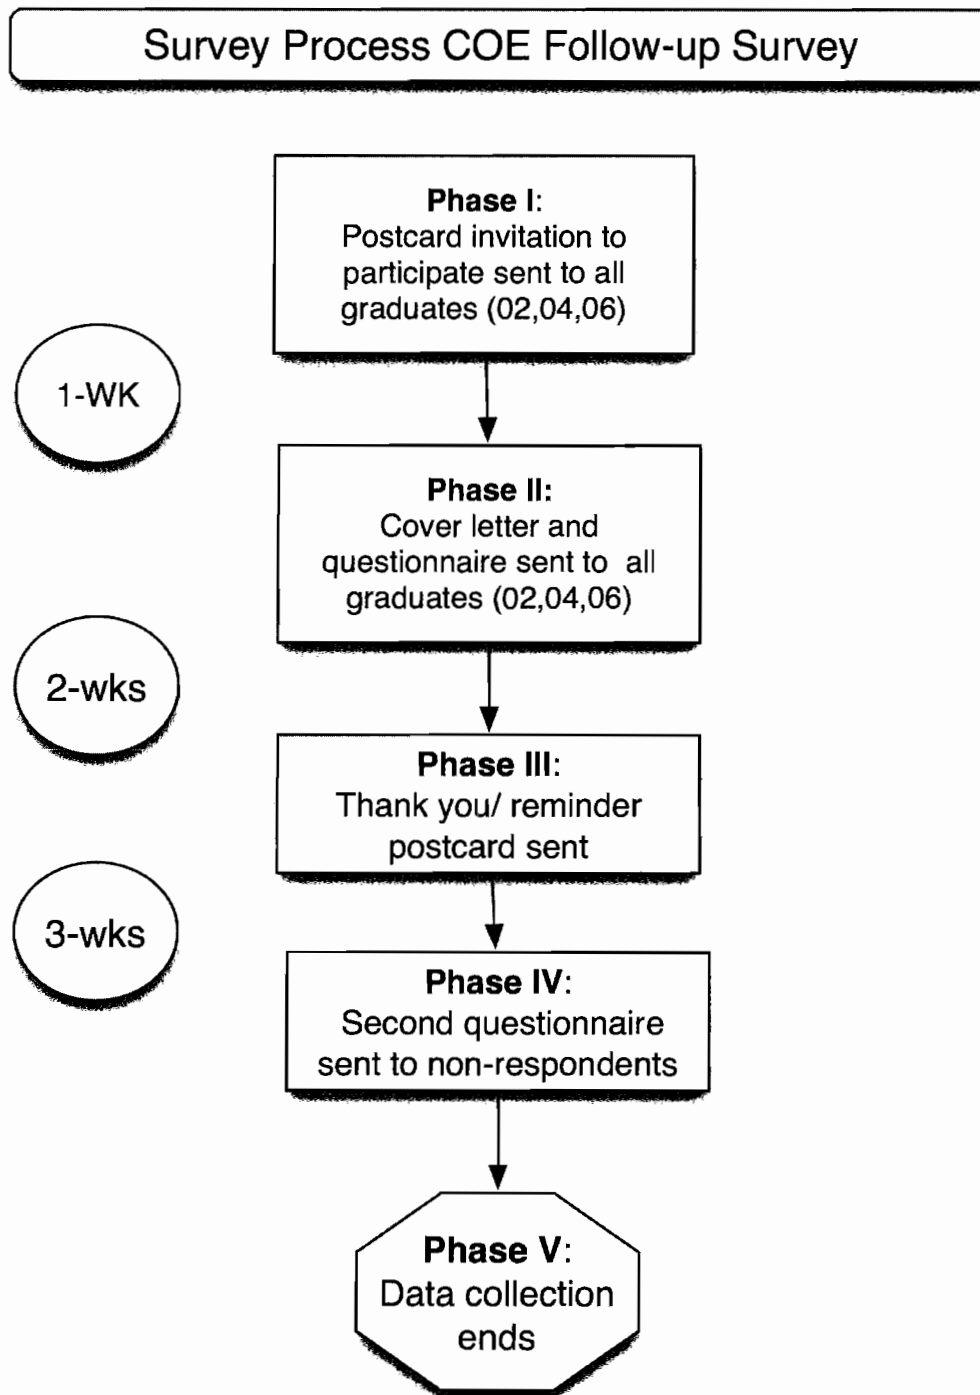 Survey Process COE Follow-up Survey
Phase I:
Postcard invitation to
participate sent to all
graduates (02,04,06)
1-WK
Phase II:
Cover letter and
questionnaire sent to all
graduates (02,04,06)
2-wks
Phase III:
Thank you/ reminder
postcard sent
3-wks
Phase IV:
Second questionnaire
sent to non-respondents
Phase V:
Data collection
ends